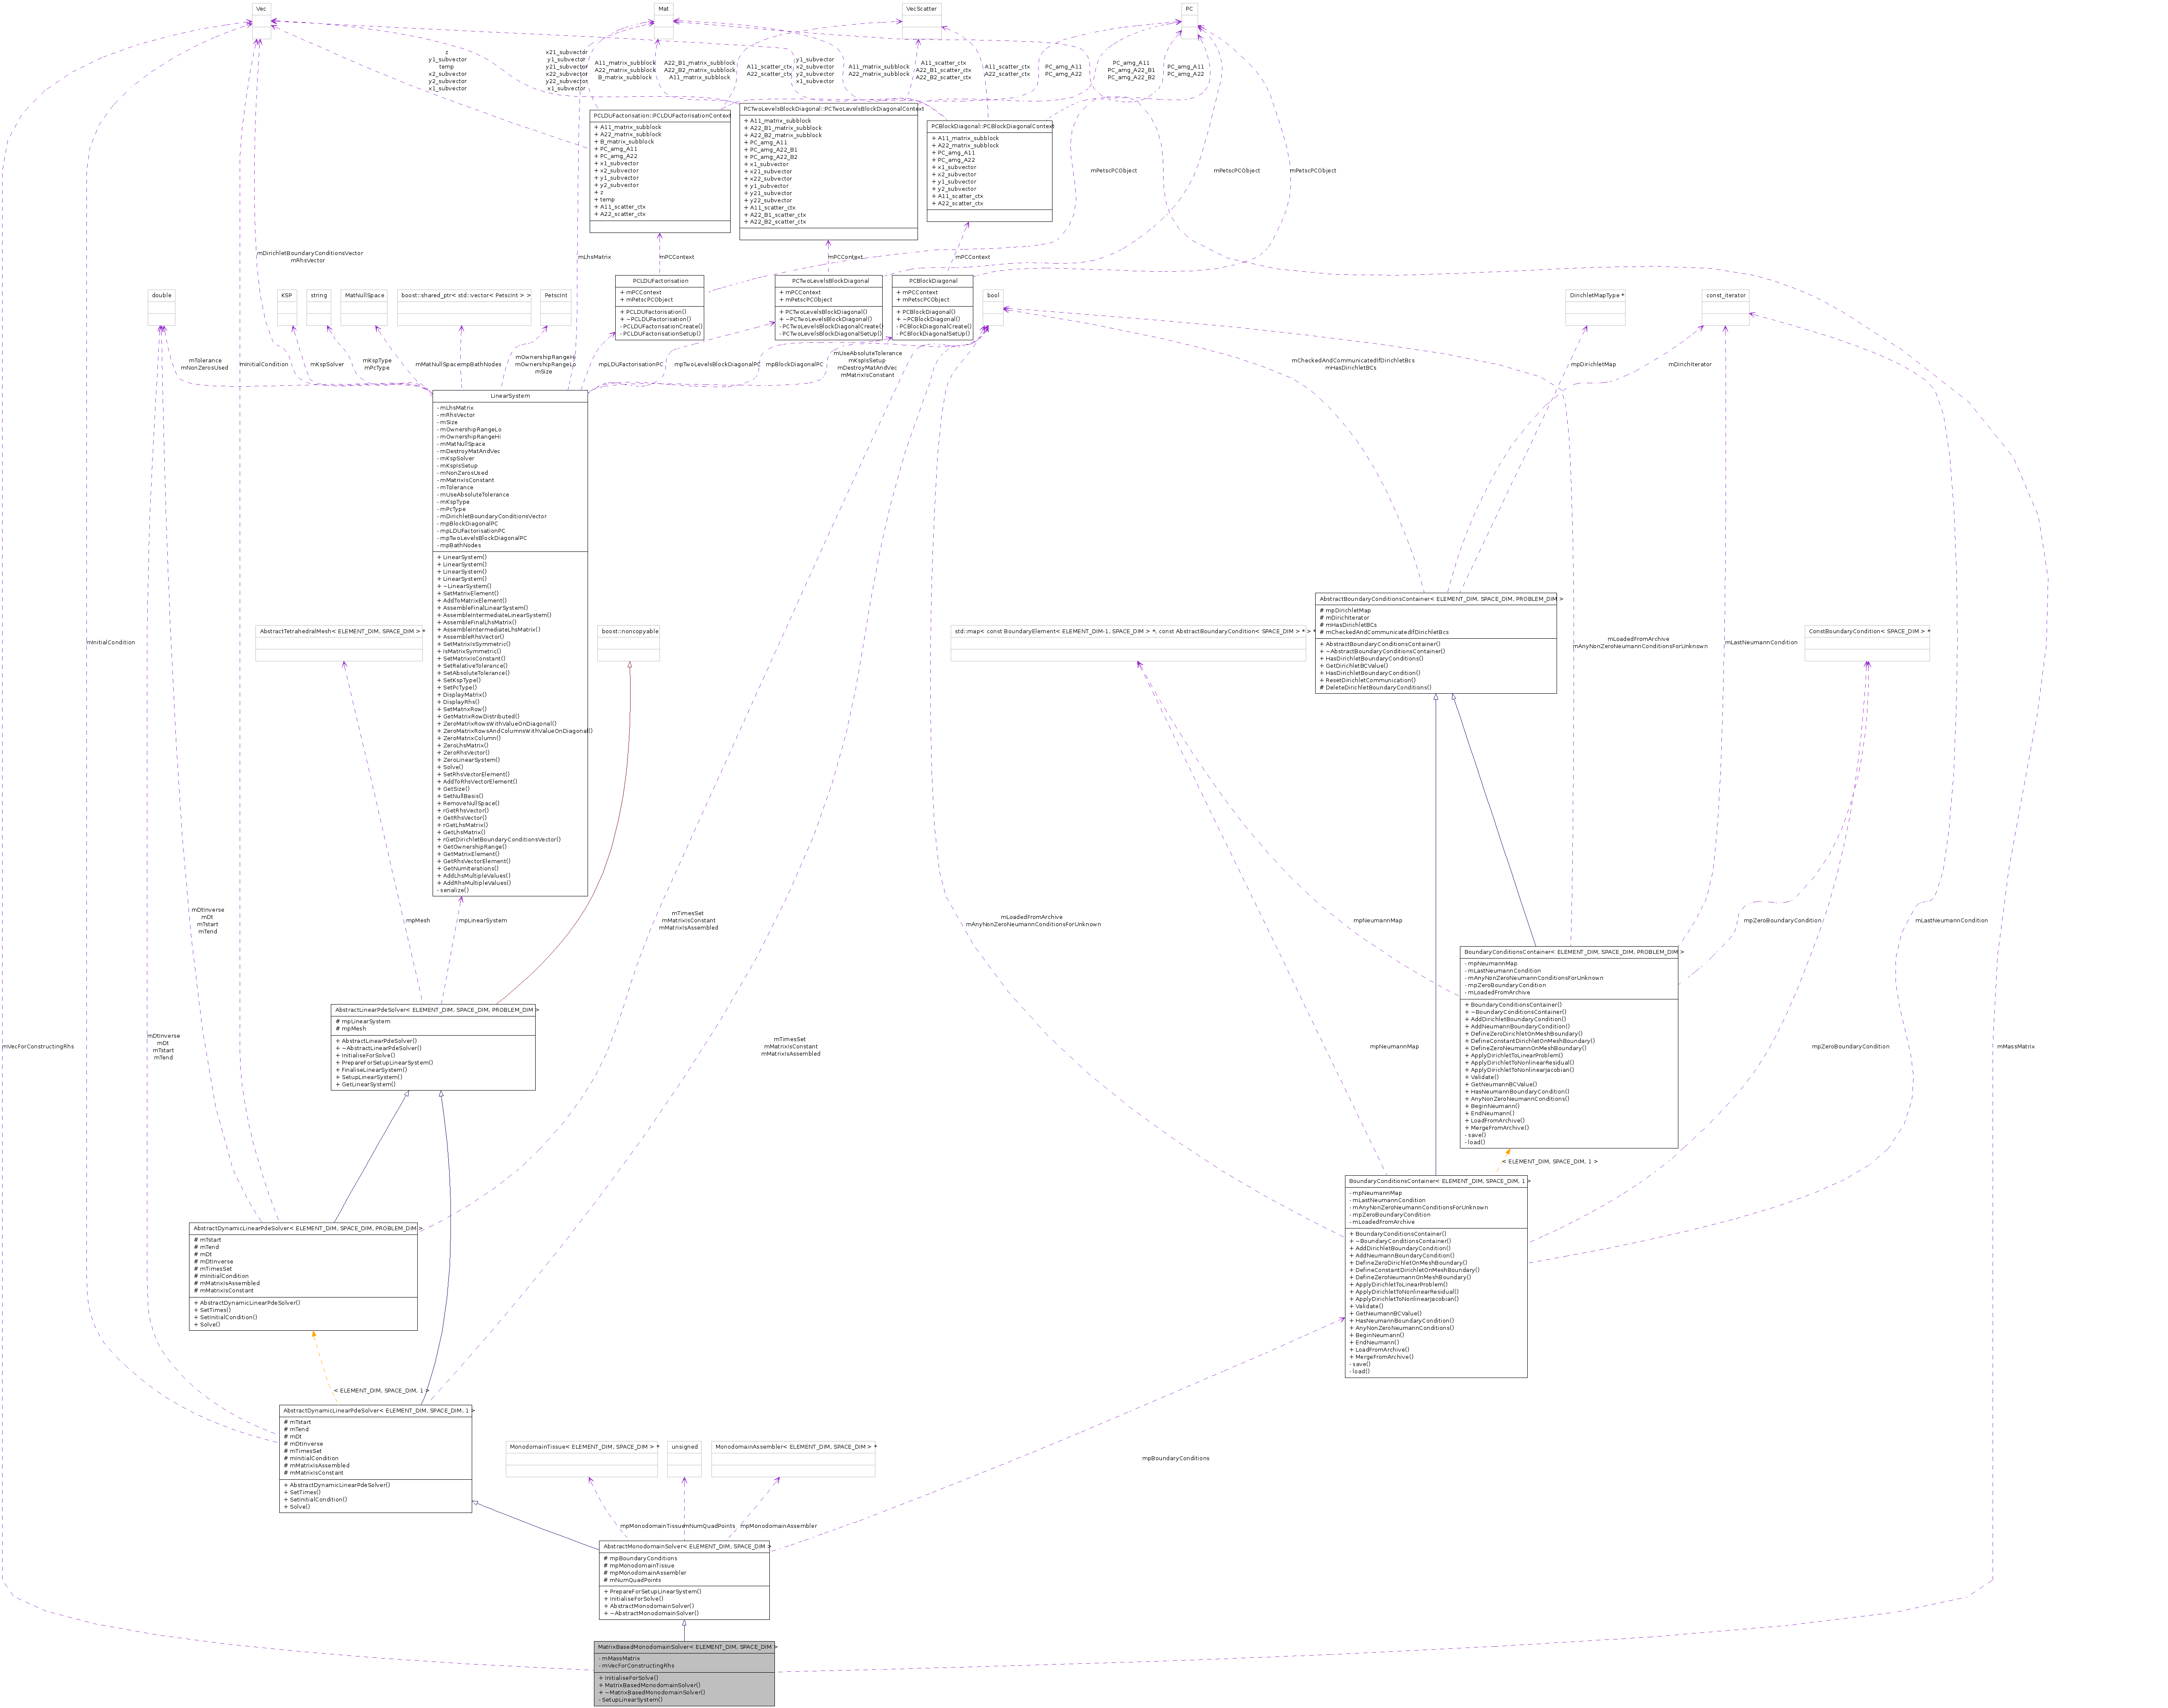 Vec
Mat
VecScatter
PC
z
y1_subvector
temp
x2_subvector
y2_subvector
x1_subvector
x21_subvector
y1_subvector
y21_subvector
x22_subvector
y22_subvector
x1_subvector
A11_matrix_subblock
A22_matrix_subblock
B_matrix_subblock
A22_B1_matrix_subblock
A22_B2_matrix_subblock
A11_matrix_subblock
A11_scatter_ctx
A22_scatter_ctx
y1_subvector
x2_subvector
y2_subvector
x1_subvector
A11_matrix_subblock
A22_matrix_subblock
A11_scatter_ctx
A22_B1_scatter_ctx
A22_B2_scatter_ctx
A11_scatter_ctx
A22_scatter_ctx
PC_amg_A11
PC_amg_A22
PC_amg_A11
PC_amg_A22_B1
PC_amg_A22_B2
PC_amg_A11
PC_amg_A22
PCLDUFactorisation::PCLDUFactorisationContext
+ A11_matrix_subblock
+ A22_matrix_subblock
+ B_matrix_subblock
+ PC_amg_A11
+ PC_amg_A22
+ x1_subvector
+ x2_subvector
+ y1_subvector
+ y2_subvector
+ z
+ temp
+ A11_scatter_ctx
+ A22_scatter_ctx
PCTwoLevelsBlockDiagonal::PCTwoLevelsBlockDiagonalContext
+ A11_matrix_subblock
+ A22_B1_matrix_subblock
+ A22_B2_matrix_subblock
+ PC_amg_A11
+ PC_amg_A22_B1
+ PC_amg_A22_B2
+ x1_subvector
+ x21_subvector
+ x22_subvector
+ y1_subvector
+ y21_subvector
+ y22_subvector
+ A11_scatter_ctx
+ A22_B1_scatter_ctx
+ A22_B2_scatter_ctx
PCBlockDiagonal::PCBlockDiagonalContext
+ A11_matrix_subblock
+ A22_matrix_subblock
+ PC_amg_A11
+ PC_amg_A22
+ x1_subvector
+ x2_subvector
+ y1_subvector
+ y2_subvector
+ A11_scatter_ctx
+ A22_scatter_ctx
mPetscPCObject
mPetscPCObject
mPetscPCObject
mDirichletBoundaryConditionsVector
mRhsVector
mLhsMatrix
mPCContext
mPCContext
mPCContext
double
KSP
string
MatNullSpace
boost::shared_ptr< std::vector< PetscInt > >
PetscInt
PCLDUFactorisation
+ mPCContext
+ mPetscPCObject
+ PCLDUFactorisation()
+ ~PCLDUFactorisation()
- PCLDUFactorisationCreate()
- PCLDUFactorisationSetUp()
PCTwoLevelsBlockDiagonal
+ mPCContext
+ mPetscPCObject
+ PCTwoLevelsBlockDiagonal()
+ ~PCTwoLevelsBlockDiagonal()
- PCTwoLevelsBlockDiagonalCreate()
- PCTwoLevelsBlockDiagonalSetUp()
PCBlockDiagonal
+ mPCContext
+ mPetscPCObject
+ PCBlockDiagonal()
+ ~PCBlockDiagonal()
- PCBlockDiagonalCreate()
- PCBlockDiagonalSetUp()
bool
DirichletMapType *
const_iterator
mTolerance
mNonZerosUsed
mInitialCondition
mKspSolver
mKspType
mPcType
mMatNullSpace
mpBathNodes
mOwnershipRangeHi
mOwnershipRangeLo
mSize
mpLDUFactorisationPC
mpTwoLevelsBlockDiagonalPC
mpBlockDiagonalPC
mUseAbsoluteTolerance
mKspIsSetup
mDestroyMatAndVec
mMatrixIsConstant
mCheckedAndCommunicatedIfDirichletBcs
mHasDirichletBCs
mpDirichletMap
mDirichIterator
LinearSystem
- mLhsMatrix
- mRhsVector
- mSize
- mOwnershipRangeLo
- mOwnershipRangeHi
- mMatNullSpace
- mDestroyMatAndVec
- mKspSolver
- mKspIsSetup
- mNonZerosUsed
- mMatrixIsConstant
- mTolerance
- mUseAbsoluteTolerance
- mKspType
- mPcType
- mDirichletBoundaryConditionsVector
- mpBlockDiagonalPC
- mpLDUFactorisationPC
- mpTwoLevelsBlockDiagonalPC
- mpBathNodes
+ LinearSystem()
+ LinearSystem()
+ LinearSystem()
+ LinearSystem()
+ ~LinearSystem()
+ SetMatrixElement()
+ AddToMatrixElement()
+ AssembleFinalLinearSystem()
+ AssembleIntermediateLinearSystem()
+ AssembleFinalLhsMatrix()
+ AssembleIntermediateLhsMatrix()
+ AssembleRhsVector()
+ SetMatrixIsSymmetric()
+ IsMatrixSymmetric()
+ SetMatrixIsConstant()
+ SetRelativeTolerance()
+ SetAbsoluteTolerance()
+ SetKspType()
+ SetPcType()
+ DisplayMatrix()
+ DisplayRhs()
+ SetMatrixRow()
+ GetMatrixRowDistributed()
+ ZeroMatrixRowsWithValueOnDiagonal()
+ ZeroMatrixRowsAndColumnsWithValueOnDiagonal()
+ ZeroMatrixColumn()
+ ZeroLhsMatrix()
+ ZeroRhsVector()
+ ZeroLinearSystem()
+ Solve()
+ SetRhsVectorElement()
+ AddToRhsVectorElement()
+ GetSize()
+ SetNullBasis()
+ RemoveNullSpace()
+ rGetRhsVector()
+ GetRhsVector()
+ rGetLhsMatrix()
+ GetLhsMatrix()
+ rGetDirichletBoundaryConditionsVector()
+ GetOwnershipRange()
+ GetMatrixElement()
+ GetRhsVectorElement()
+ GetNumIterations()
+ AddLhsMultipleValues()
+ AddRhsMultipleValues()
- serialize()
AbstractBoundaryConditionsContainer< ELEMENT_DIM, SPACE_DIM, PROBLEM_DIM >
# mpDirichletMap
# mDirichIterator
# mHasDirichletBCs
# mCheckedAndCommunicatedIfDirichletBcs
+ AbstractBoundaryConditionsContainer()
+ ~AbstractBoundaryConditionsContainer()
+ HasDirichletBoundaryConditions()
+ GetDirichletBCValue()
+ HasDirichletBoundaryCondition()
+ ResetDirichletCommunication()
# DeleteDirichletBoundaryConditions()
mInitialCondition
AbstractTetrahedralMesh< ELEMENT_DIM, SPACE_DIM > *
boost::noncopyable
std::map< const BoundaryElement< ELEMENT_DIM-1, SPACE_DIM > *, const AbstractBoundaryCondition< SPACE_DIM > * > *
mLoadedFromArchive
mAnyNonZeroNeumannConditionsForUnknown
mLastNeumannCondition
ConstBoundaryCondition< SPACE_DIM > *
mDtInverse
mDt
mTstart
mTend
mpMesh
mpLinearSystem
mTimesSet
mMatrixIsConstant
mMatrixIsAssembled
mLoadedFromArchive
mAnyNonZeroNeumannConditionsForUnknown
mpNeumannMap
mpZeroBoundaryCondition
mLastNeumannCondition
BoundaryConditionsContainer< ELEMENT_DIM, SPACE_DIM, PROBLEM_DIM >
- mpNeumannMap
- mLastNeumannCondition
- mAnyNonZeroNeumannConditionsForUnknown
- mpZeroBoundaryCondition
- mLoadedFromArchive
+ BoundaryConditionsContainer()
+ ~BoundaryConditionsContainer()
+ AddDirichletBoundaryCondition()
+ AddNeumannBoundaryCondition()
+ DefineZeroDirichletOnMeshBoundary()
+ DefineConstantDirichletOnMeshBoundary()
+ DefineZeroNeumannOnMeshBoundary()
+ ApplyDirichletToLinearProblem()
+ ApplyDirichletToNonlinearResidual()
+ ApplyDirichletToNonlinearJacobian()
+ Validate()
+ GetNeumannBCValue()
+ HasNeumannBoundaryCondition()
+ AnyNonZeroNeumannConditions()
+ BeginNeumann()
+ EndNeumann()
+ LoadFromArchive()
+ MergeFromArchive()
- save()
- load()
AbstractLinearPdeSolver< ELEMENT_DIM, SPACE_DIM, PROBLEM_DIM >
# mpLinearSystem
# mpMesh
+ AbstractLinearPdeSolver()
+ ~AbstractLinearPdeSolver()
+ InitialiseForSolve()
+ PrepareForSetupLinearSystem()
+ FinaliseLinearSystem()
+ SetupLinearSystem()
+ GetLinearSystem()
mVecForConstructingRhs
mDtInverse
mDt
mTstart
mTend
mTimesSet
mMatrixIsConstant
mMatrixIsAssembled
mpNeumannMap
mpZeroBoundaryCondition
mMassMatrix
< ELEMENT_DIM, SPACE_DIM, 1 >
BoundaryConditionsContainer< ELEMENT_DIM, SPACE_DIM, 1 >
- mpNeumannMap
- mLastNeumannCondition
- mAnyNonZeroNeumannConditionsForUnknown
- mpZeroBoundaryCondition
- mLoadedFromArchive
+ BoundaryConditionsContainer()
+ ~BoundaryConditionsContainer()
+ AddDirichletBoundaryCondition()
+ AddNeumannBoundaryCondition()
+ DefineZeroDirichletOnMeshBoundary()
+ DefineConstantDirichletOnMeshBoundary()
+ DefineZeroNeumannOnMeshBoundary()
+ ApplyDirichletToLinearProblem()
+ ApplyDirichletToNonlinearResidual()
+ ApplyDirichletToNonlinearJacobian()
+ Validate()
+ GetNeumannBCValue()
+ HasNeumannBoundaryCondition()
+ AnyNonZeroNeumannConditions()
+ BeginNeumann()
+ EndNeumann()
+ LoadFromArchive()
+ MergeFromArchive()
- save()
- load()
AbstractDynamicLinearPdeSolver< ELEMENT_DIM, SPACE_DIM, PROBLEM_DIM >
# mTstart
# mTend
# mDt
# mDtInverse
# mTimesSet
# mInitialCondition
# mMatrixIsAssembled
# mMatrixIsConstant
+ AbstractDynamicLinearPdeSolver()
+ SetTimes()
+ SetInitialCondition()
+ Solve()
< ELEMENT_DIM, SPACE_DIM, 1 >
AbstractDynamicLinearPdeSolver< ELEMENT_DIM, SPACE_DIM, 1 >
# mTstart
# mTend
# mDt
# mDtInverse
# mTimesSet
# mInitialCondition
# mMatrixIsAssembled
# mMatrixIsConstant
+ AbstractDynamicLinearPdeSolver()
+ SetTimes()
+ SetInitialCondition()
+ Solve()
MonodomainTissue< ELEMENT_DIM, SPACE_DIM > *
unsigned
MonodomainAssembler< ELEMENT_DIM, SPACE_DIM > *
mpBoundaryConditions
mpMonodomainTissue
mNumQuadPoints
mpMonodomainAssembler
AbstractMonodomainSolver< ELEMENT_DIM, SPACE_DIM >
# mpBoundaryConditions
# mpMonodomainTissue
# mpMonodomainAssembler
# mNumQuadPoints
+ PrepareForSetupLinearSystem()
+ InitialiseForSolve()
+ AbstractMonodomainSolver()
+ ~AbstractMonodomainSolver()
MatrixBasedMonodomainSolver< ELEMENT_DIM, SPACE_DIM >
- mMassMatrix
- mVecForConstructingRhs
+ InitialiseForSolve()
+ MatrixBasedMonodomainSolver()
+ ~MatrixBasedMonodomainSolver()
- SetupLinearSystem()